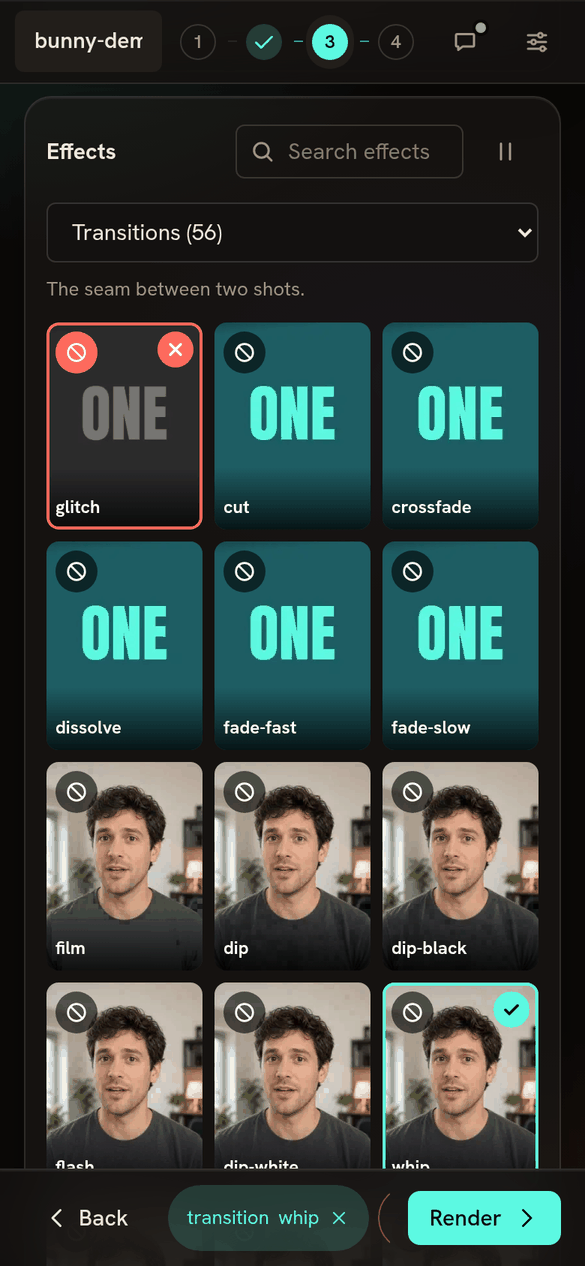 bunny-dem
1
3
4
Effects
Search effects
Transitions (56)
The seam between two shots.
ONE
glitch
ONE
cut
ONE
crossfade
ONE
dissolve
ONE
fade-fast
ONE
fade-slow
film
dip
dip-black
flash
dip-white
whip
Back
transition whip
Render